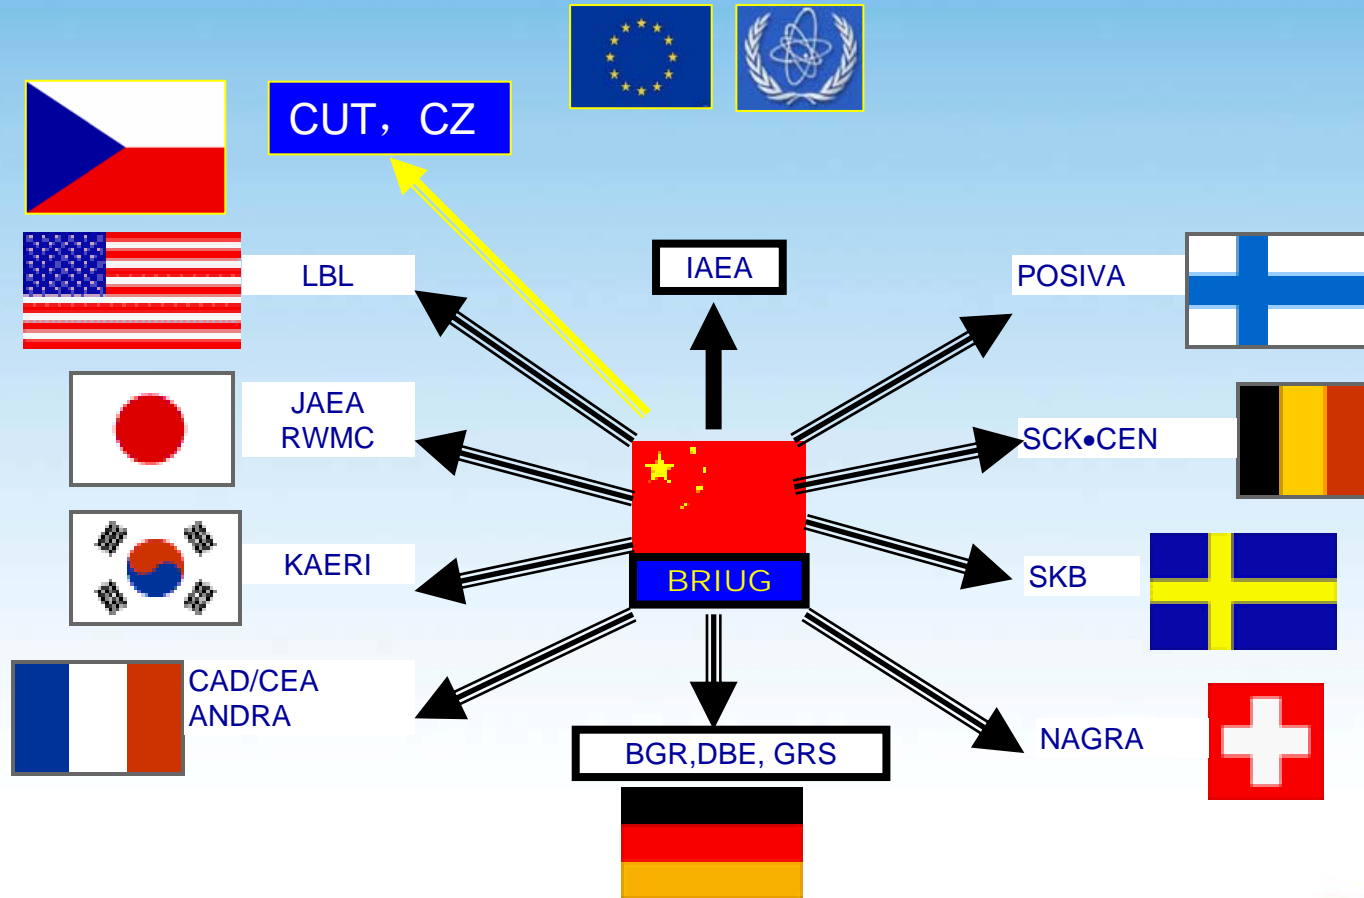 CUT，CZ
IAEA
LBL
POSIVA
JAEA
RWMC
SCK•CEN
KAERI
BRIUG
SKB
CAD/CEA
ANDRA
BGR,DBE, GRS
NAGRA